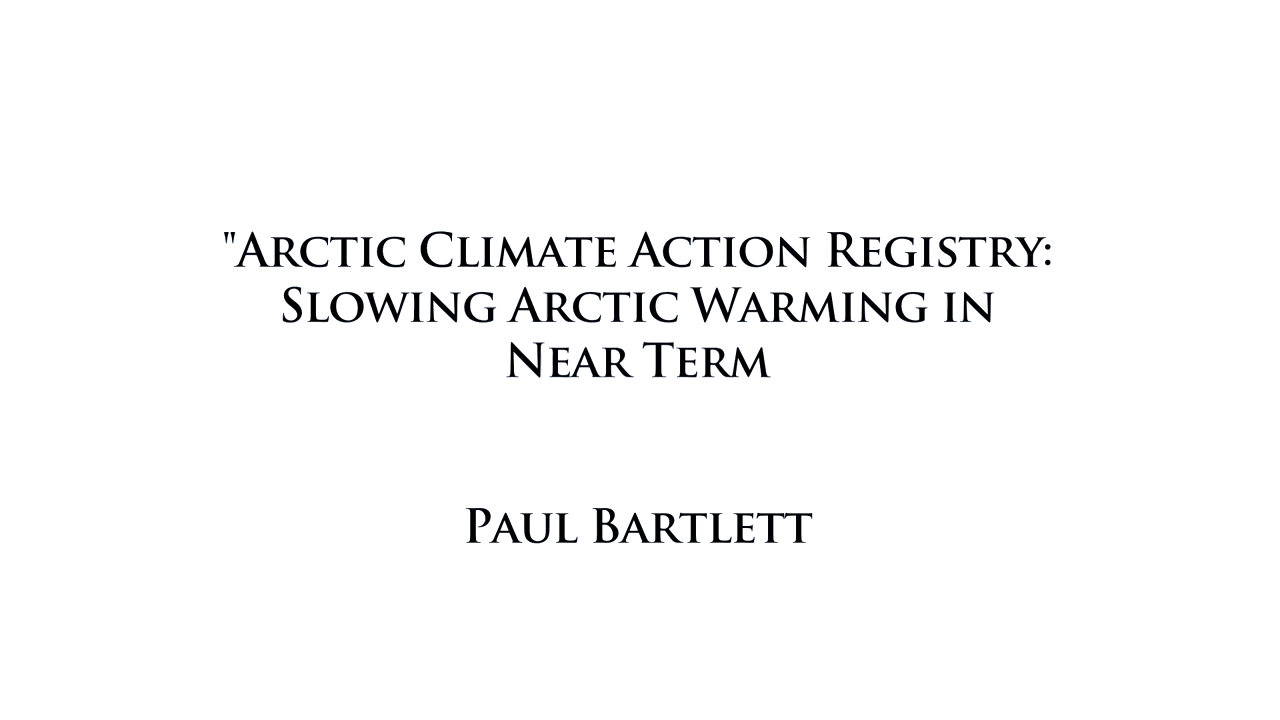 "Arctic Climate Action Registry:
Slowing Arctic Warming in
Near Term
Paul Bartlett